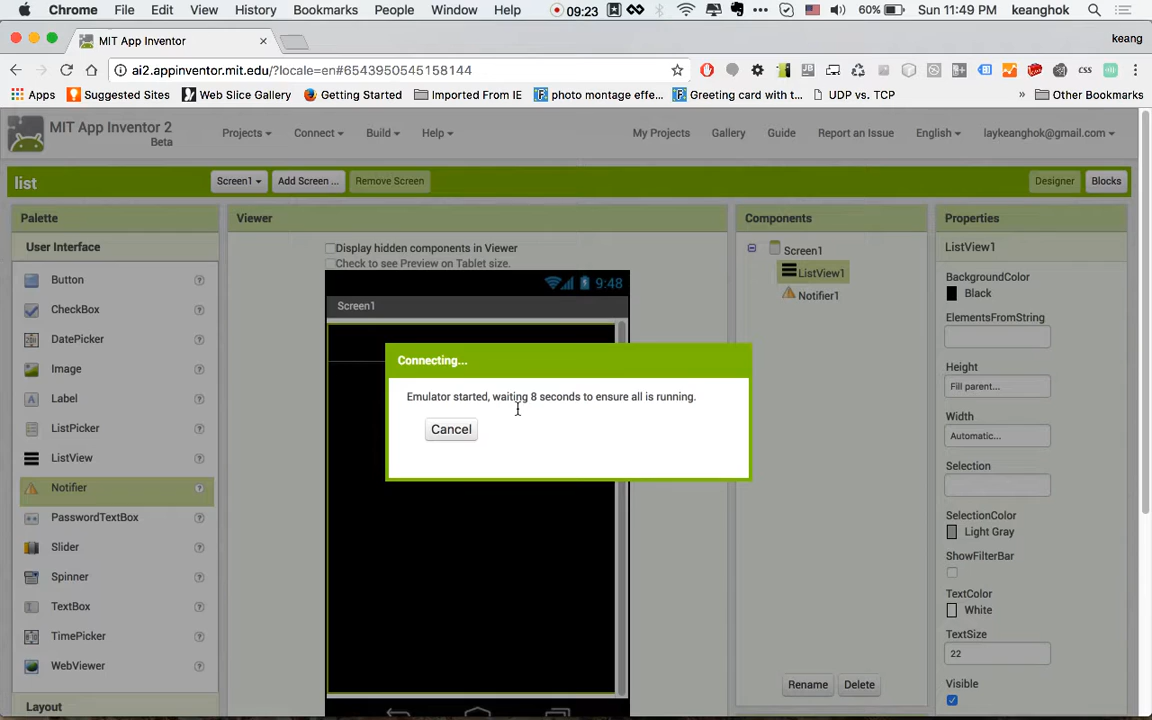 Chrome File Edit View History Bookmarks People Window Help 09:23 60% Sun 11:49 PM keanghok
MIT App Inventor keang
ai2.appinventor.mit.edu/?locale=en#6543950545158144 css
Apps Suggested Sites Web Slice Gallery Getting Started Imported From IE photo montage effe... Greeting card with t... UDP vs. TCP » Other Bookmarks
MIT App Inventor 2
Beta
Projects Connect Build Help My Projects Gallery Guide Report an Issue English laykeanghok@gmail.com
list Screen1 Add Screen ... Remove Screen Designer Blocks
Palette Viewer Components Properties
User Interface
Button
CheckBox
DatePicker
Image
Label
ListPicker
ListView
Notifier
PasswordTextBox
Slider
Spinner
TextBox
TimePicker
WebViewer
Layout
Display hidden components in Viewer
Check to see Preview on Tablet size.
9:48
Screen1
Connecting...
Emulator started, waiting 8 seconds to ensure all is running.
Cancel
Screen1
ListView1
Notifier1
Rename Delete
ListView1
BackgroundColor
Black
ElementsFromString
Height
Fill parent...
Width
Automatic...
Selection
SelectionColor
Light Gray
ShowFilterBar
TextColor
White
TextSize
22
Visible